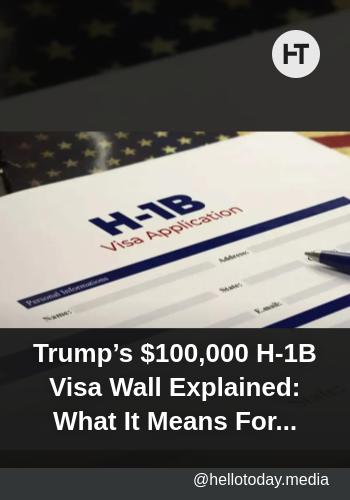 HT
H-1B
Visa Application
Personal Informations
Name:
Address:
State:
E-mail:
Trump’s $100,000 H-1B
Visa Wall Explained:
What It Means For...
@hellotoday.media